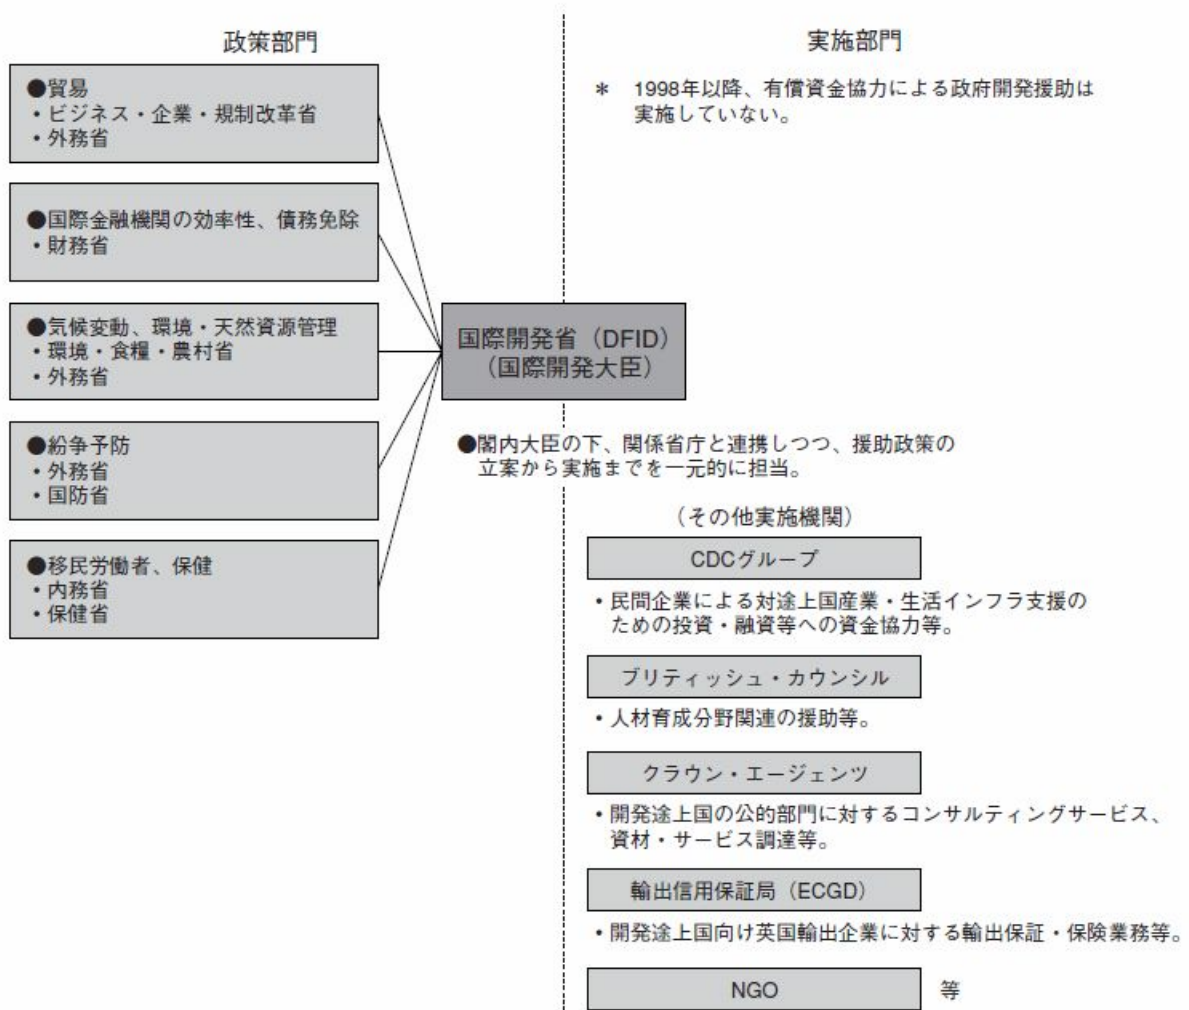 政策部門
●貿易
・ビジネス・企業・規制改革省
・外務省
●国際金融機関の効率性、債務免除
・財務省
●気候変動、環境・天然資源管理
・環境・食糧・農村省
・外務省
●紛争予防
・外務省
・国防省
●移民労働者、保健
・内務省
・保健省
国際開発省（DFID）
（国際開発大臣）
●閣内大臣の下、関係省庁と連携しつつ、援助政策の
立案から実施までを一元的に担当。
実施部門
＊ 1998年以降、有償資金協力による政府開発援助は
実施していない。
（その他実施機関）
CDCグループ
・民間企業による対途上国産業・生活インフラ支援の
ための投資・融資等への資金協力等。
ブリティッシュ・カウンシル
・人材育成分野関連の援助等。
クラウン・エージェンツ
・開発途上国の公的部門に対するコンサルティングサービス、
資材・サービス調達等。
輸出信用保証局（ECGD）
・開発途上国向け英国輸出企業に対する輸出保証・保険業務等。
NGO 等